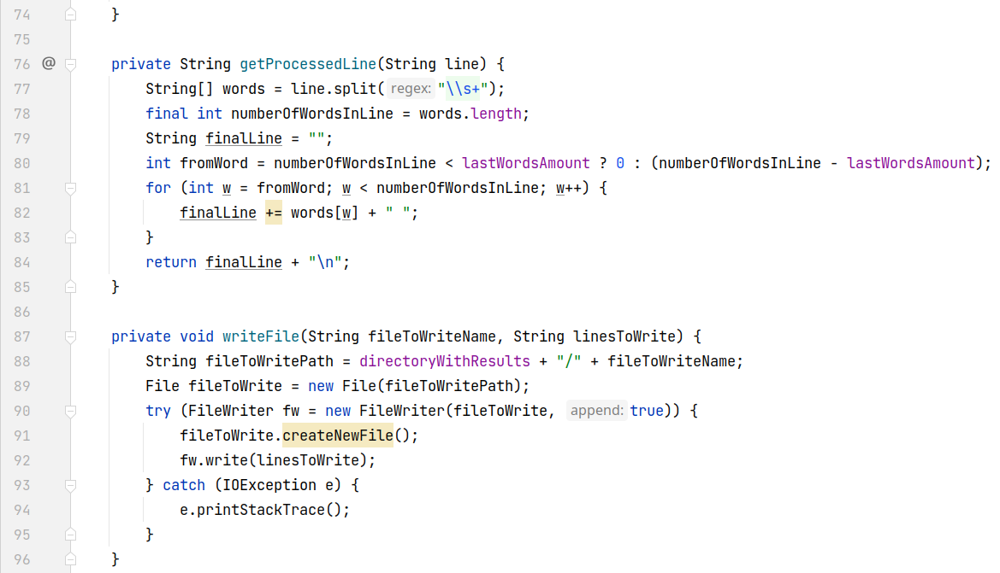 74 }
75
76 @ private String getProcessedLine(String line) {
77 String[] words = line.split( regex: "\\s+");
78 final int numberOfWordsInLine = words.length;
79 String finalLine = "";
80 int fromWord = numberOfWordsInLine < lastWordsAmount ? 0 : (numberOfWordsInLine - lastWordsAmount);
81 for (int w = fromWord; w < numberOfWordsInLine; w++) {
82 finalLine += words[w] + " ";
83 }
84 return finalLine + "\n";
85 }
86
87 private void writeFile(String fileToWriteName, String linesToWrite) {
88 String fileToWritePath = directoryWithResults + "/" + fileToWriteName;
89 File fileToWrite = new File(fileToWritePath);
90 try (FileWriter fw = new FileWriter(fileToWrite, append: true)) {
91 fileToWrite.createNewFile();
92 fw.write(linesToWrite);
93 } catch (IOException e) {
94 e.printStackTrace();
95 }
96 }